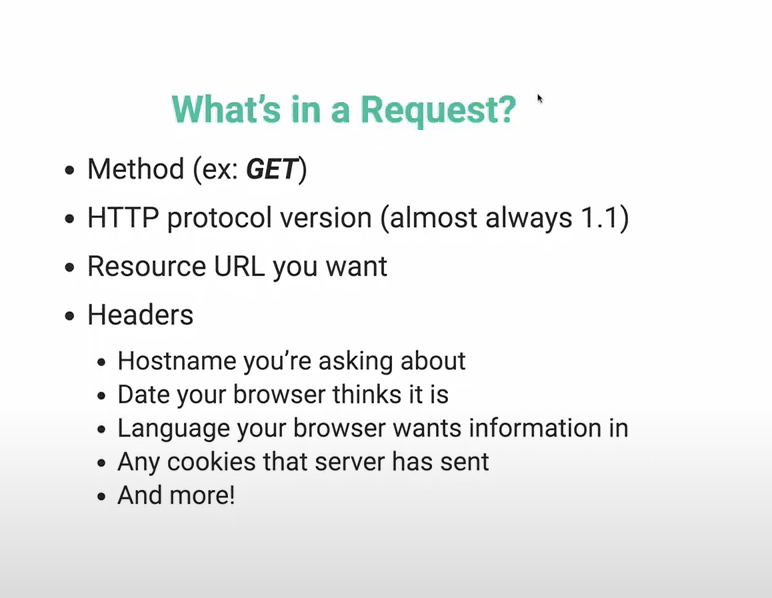 What's in a Request?
• Method (ex: GET)
• HTTP protocol version (almost always 1.1)
• Resource URL you want
• Headers
• Hostname you're asking about
• Date your browser thinks it is
• Language your browser wants information in
• Any cookies that server has sent
• And more!